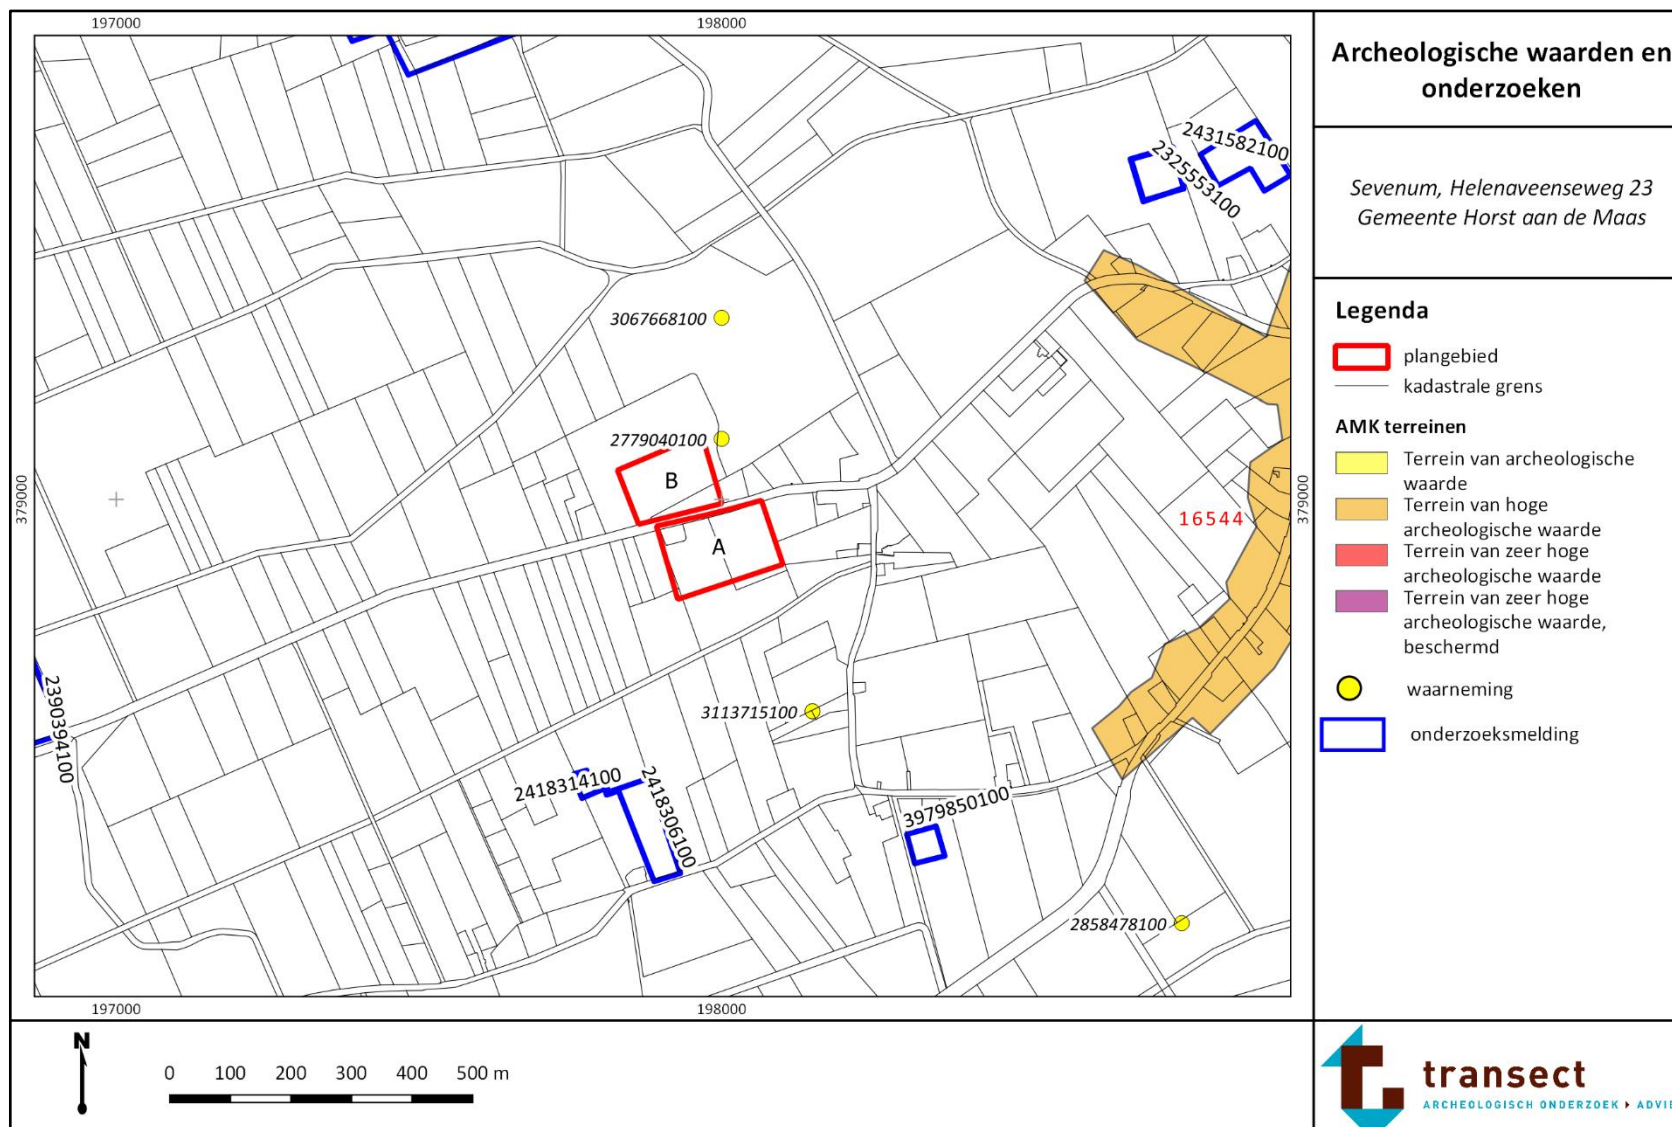 197000
198000
Archeologische waarden en
onderzoeken
2431582100
2325553100
Sevenum, Helenaveenseweg 23
Gemeente Horst aan de Maas
Legenda
3067668100
plangebied
kadastrale grens
AMK terreinen
2779040100
Terrein van archeologische
waarde
B
379000
379000
16544
Terrein van hoge
archeologische waarde
A
Terrein van zeer hoge
archeologische waarde
Terrein van zeer hoge
archeologische waarde,
beschermd
2390394100
3113715100
waarneming
onderzoeksmelding
2418314100
2418306100
3979850100
2858478100
197000
198000
N
0 100 200 300 400 500 m
transect
ARCHEOLOGISCH ONDERZOEK ▸ ADVIE